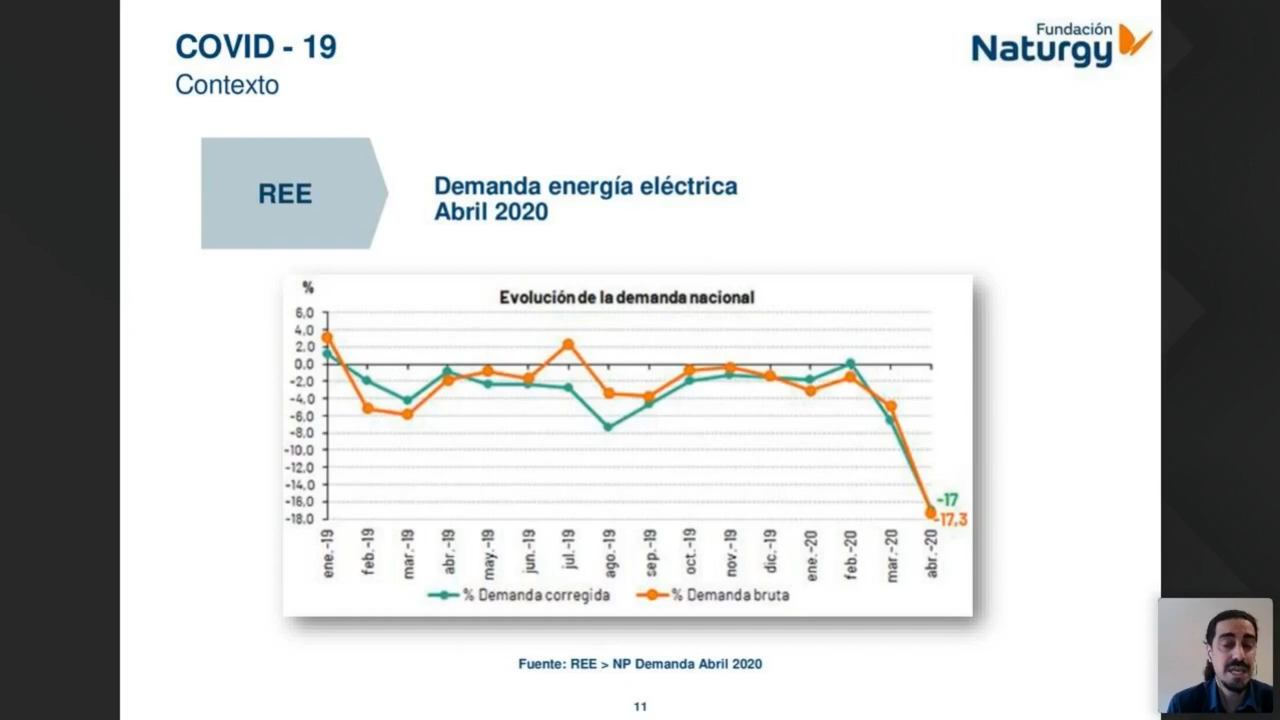 COVID - 19
Contexto
Fundación
Naturgy
REE
Demanda energía eléctrica
Abril 2020
%
Evolución de la demanda nacional
6,0
4,0
2,0
0,0
-2,0
-4,0
-6,0
-8,0
-10,0
-12,0
-14,0
-16,0
-18,0
-17
-17,3
ene.-19
feb.-19
mar.-19
abr.-19
may.-19
jun.-19
jul.-19
ago.-19
sep.-19
oct.-19
nov.-19
dic.-19
ene.-20
feb.-20
mar.-20
abr.-20
% Demanda corregida
% Demanda bruta
Fuente: REE > NP Demanda Abril 2020
11